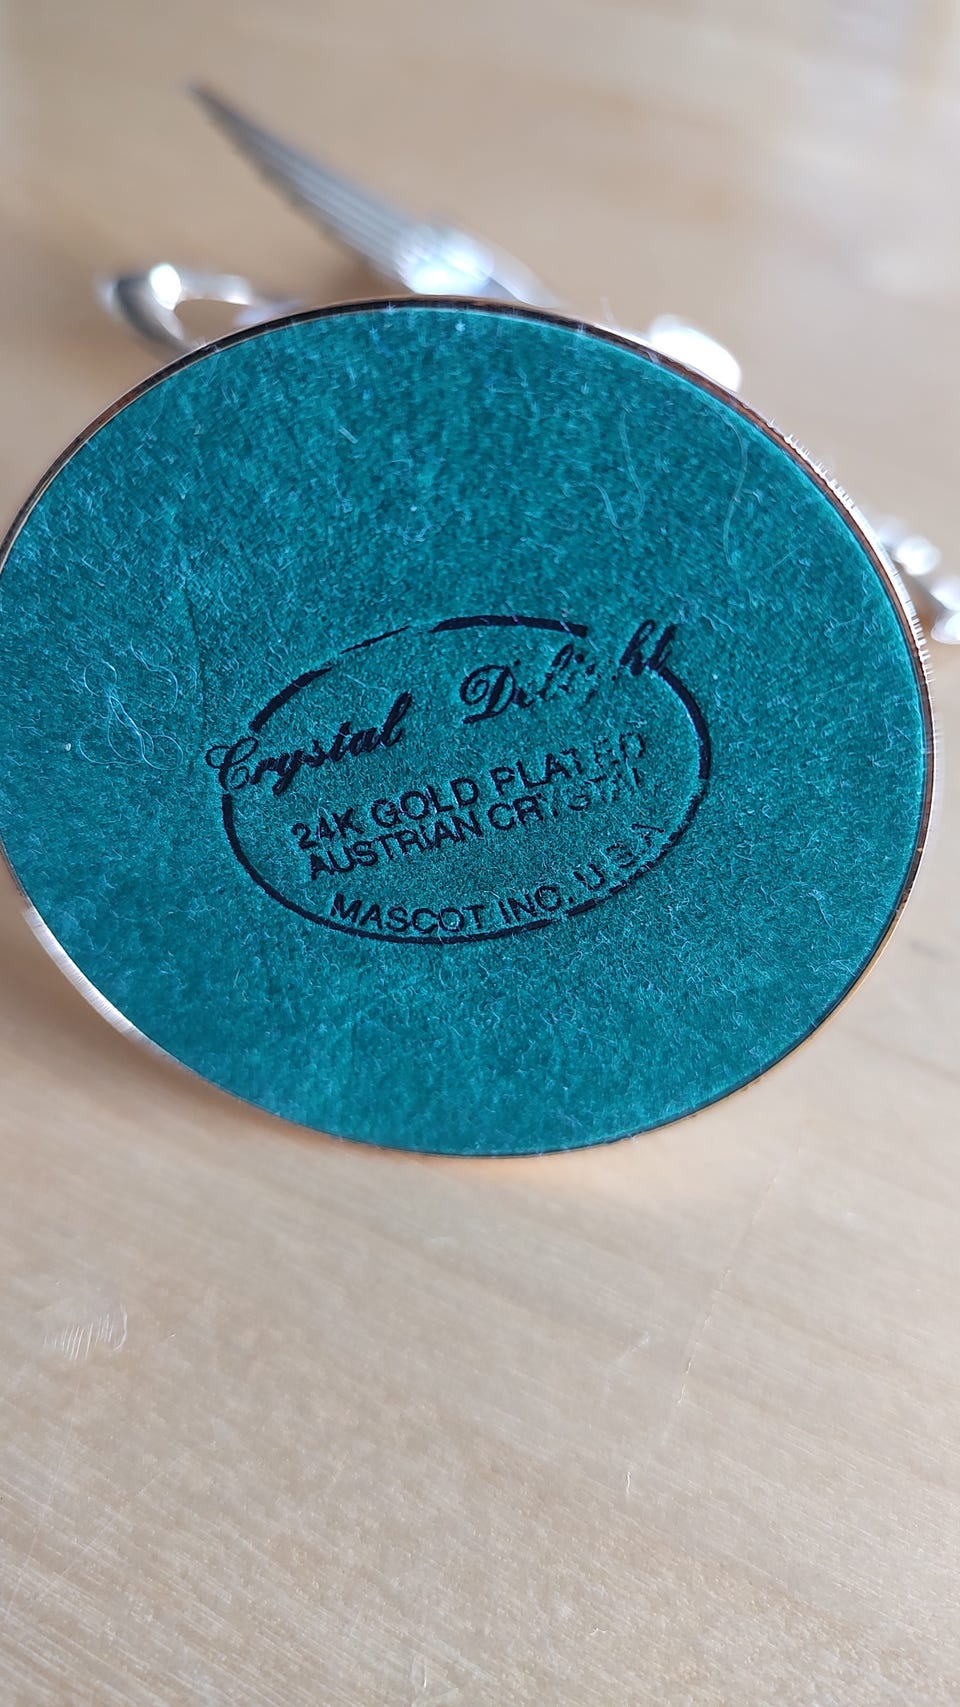 Crystal Delight
24K GOLD PLATED
AUSTRIAN CRYSTAL
MASCOT INC. U.S.A.